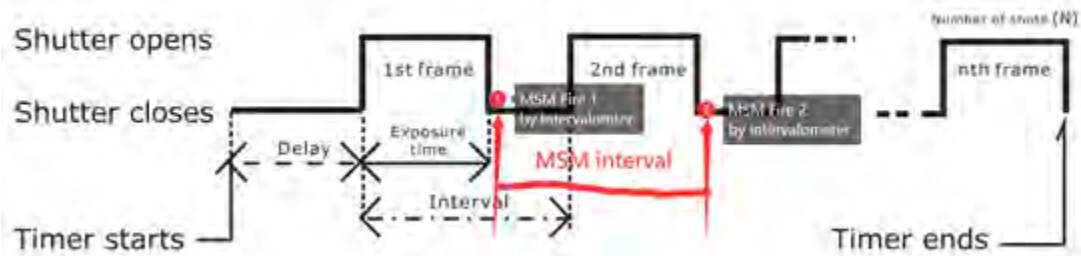 Number of shots (N)
Shutter opens
1st frame
2nd frame
nth frame
MSM Fire 1
by intervalometer
Shutter closes
MSM Fire 2
by intervalometer
Delay
Exposure
time
MSM interval
Interval
Timer starts
Timer ends